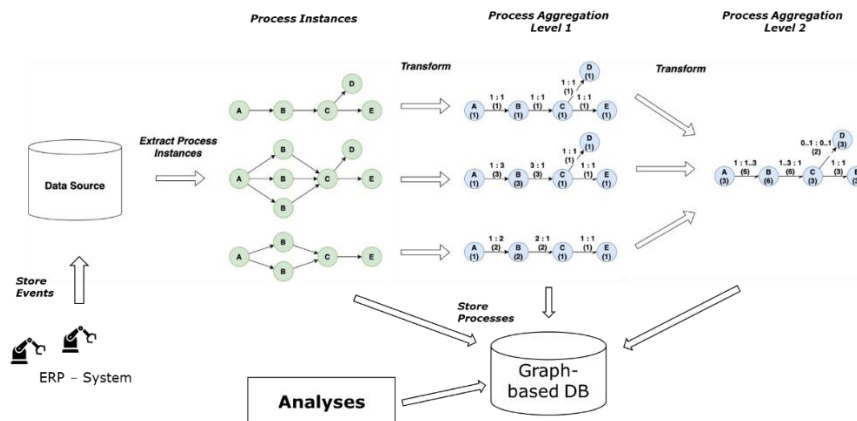 Process Instances
Process Aggregation
Level 1
Process Aggregation
Level 2
Transform
Transform
Extract Process
Instances
Data Source
Store
Events
ERP – System
A
B
C
D
E
A
B
B
B
C
D
E
A
B
B
C
E
A
(1)
1 : 1
(1)
B
(1)
1 : 1
(1)
C
(1)
1 : 1
(1)
D
(1)
1 : 1
(1)
E
(1)
A
(1)
1 : 3
(3)
B
(3)
3 : 1
(3)
C
(1)
1 : 1
(1)
D
(1)
1 : 1
(1)
E
(1)
A
(1)
1 : 2
(2)
B
(2)
2 : 1
(2)
C
(1)
1 : 1
(1)
E
(1)
A
(3)
1 : 1..3
(6)
B
(6)
1..3 : 1
(6)
C
(3)
0..1 : 0..1
(2)
D
(3)
1 : 1
(3)
Store
Processes
Graph-
based DB
Analyses